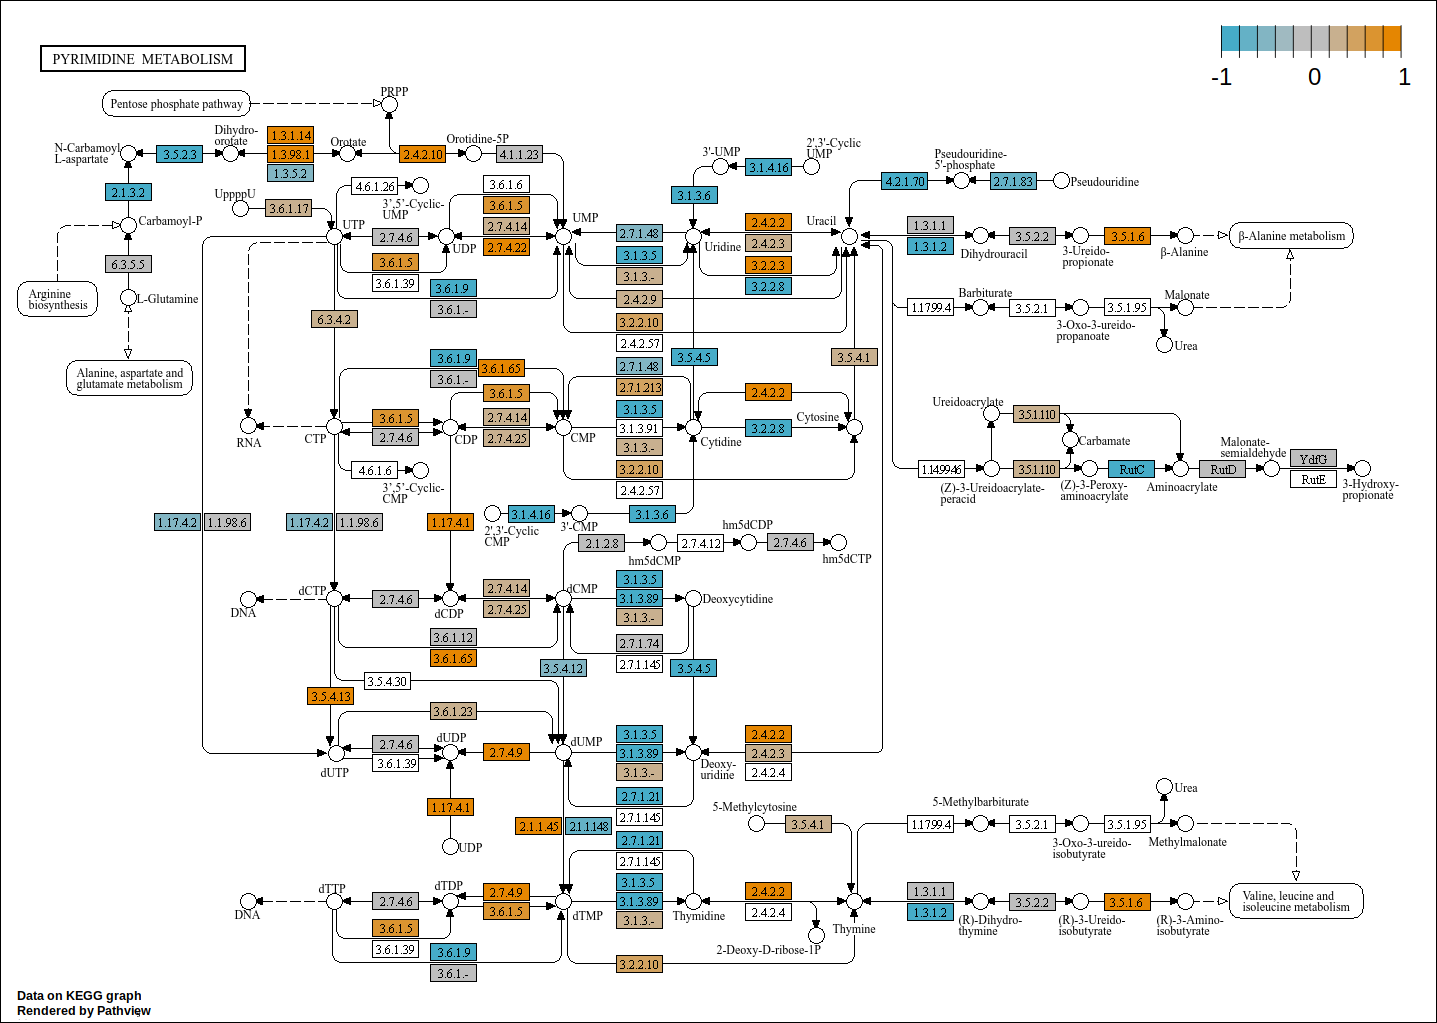 PYRIMIDINE METABOLISM
-1 0 1
Pentose phosphate pathway
PRPP
N-Carbamoyl-
L-aspartate
3.5.2.3
Dihydro-
orotate
1.3.1.14
1.3.98.1
1.3.5.2
Orotate
2.4.2.10
Orotidine-5P
4.1.1.23
2.1.3.2
UppppU
3.6.1.17
Carbamoyl-P
6.3.5.5
Arginine
biosynthesis
L-Glutamine
Alanine, aspartate and
glutamate metabolism
4.6.1.26
3',5'-Cyclic-
UMP
3.6.1.6
3.6.1.5
2.7.4.14
2.7.4.22
UTP
2.7.4.6
UDP
UMP
3.6.1.5
3.6.1.39
3.6.1.9
3.6.1.-
6.3.4.2
2.7.1.48
3.1.3.5
3.1.3.-
2.4.2.9
3.2.2.10
2.4.2.57
3'-UMP
3.1.4.16
2',3'-Cyclic
UMP
3.1.3.6
Uridine
2.4.2.2
2.4.2.3
3.2.2.3
3.2.2.8
Uracil
4.2.1.70
Pseudouridine-
5'-phosphate
2.7.1.83
Pseudouridine
1.3.1.1
1.3.1.2
Dihydrouracil
3.5.2.2
3-Ureido-
propionate
3.5.1.6
β-Alanine
β-Alanine metabolism
1.17.99.4
Barbiturate
3.5.2.1
3-Oxo-3-ureido-
propanoate
3.5.1.95
Malonate
Urea
3.6.1.9
3.6.1.-
3.6.1.65
3.6.1.5
2.7.4.14
2.7.4.25
RNA
CTP
3.6.1.5
2.7.4.6
CDP
CMP
4.6.1.6
3',5'-Cyclic-
CMP
2.7.1.48
2.7.1.213
3.1.3.5
3.1.3.91
3.1.3.-
3.2.2.10
2.4.2.57
3.5.4.5
3.5.4.1
2.4.2.2
3.2.2.8
Cytidine
Cytosine
Ureidoacrylate
3.5.1.110
Carbamate
1.14.99.46
(Z)-3-Ureidoacrylate-
peracid
3.5.1.110
(Z)-3-Peroxy-
aminoacrylate
RutC
Aminoacrylate
RutD
Malonate-
semialdehyde
YdfG
RutE
3-Hydroxy-
propionate
1.17.4.2
1.1.98.6
1.17.4.2
1.1.98.6
1.17.4.1
2',3'-Cyclic
CMP
3.1.4.16
3'-CMP
3.1.3.6
2.1.2.8
hm5dCMP
2.7.4.12
hm5dCDP
2.7.4.6
hm5dCTP
DNA
dCTP
2.7.4.6
dCDP
2.7.4.14
2.7.4.25
dCMP
3.1.3.5
3.1.3.89
3.1.3.-
Deoxycytidine
3.6.1.12
3.6.1.65
2.7.1.74
2.7.1.145
3.5.4.12
3.5.4.5
3.5.4.30
3.5.4.13
3.6.1.23
dUTP
2.7.4.6
3.6.1.39
dUDP
2.7.4.9
dUMP
3.1.3.5
3.1.3.89
3.1.3.-
Deoxy-
uridine
2.4.2.2
2.4.2.3
2.4.2.4
1.17.4.1
UDP
2.7.1.21
2.7.1.145
2.1.1.45
2.1.1.148
2.7.1.21
2.7.1.145
5-Methylcytosine
3.5.4.1
1.17.99.4
5-Methylbarbiturate
3.5.2.1
3-Oxo-3-ureido-
isobutyrate
3.5.1.95
Urea
Methylmalonate
DNA
dTTP
2.7.4.6
dTDP
2.7.4.9
3.6.1.5
dTMP
3.1.3.5
3.1.3.89
3.1.3.-
Thymidine
2.4.2.2
2.4.2.4
2-Deoxy-D-ribose-1P
Thymine
1.3.1.1
1.3.1.2
(R)-Dihydro-
thymine
3.5.2.2
(R)-3-Ureido-
isobutyrate
3.5.1.6
(R)-3-Amino-
isobutyrate
Valine, leucine and
isoleucine metabolism
3.6.1.5
3.6.1.39
3.6.1.9
3.6.1.-
3.2.2.10
Data on KEGG graph
Rendered by Pathview